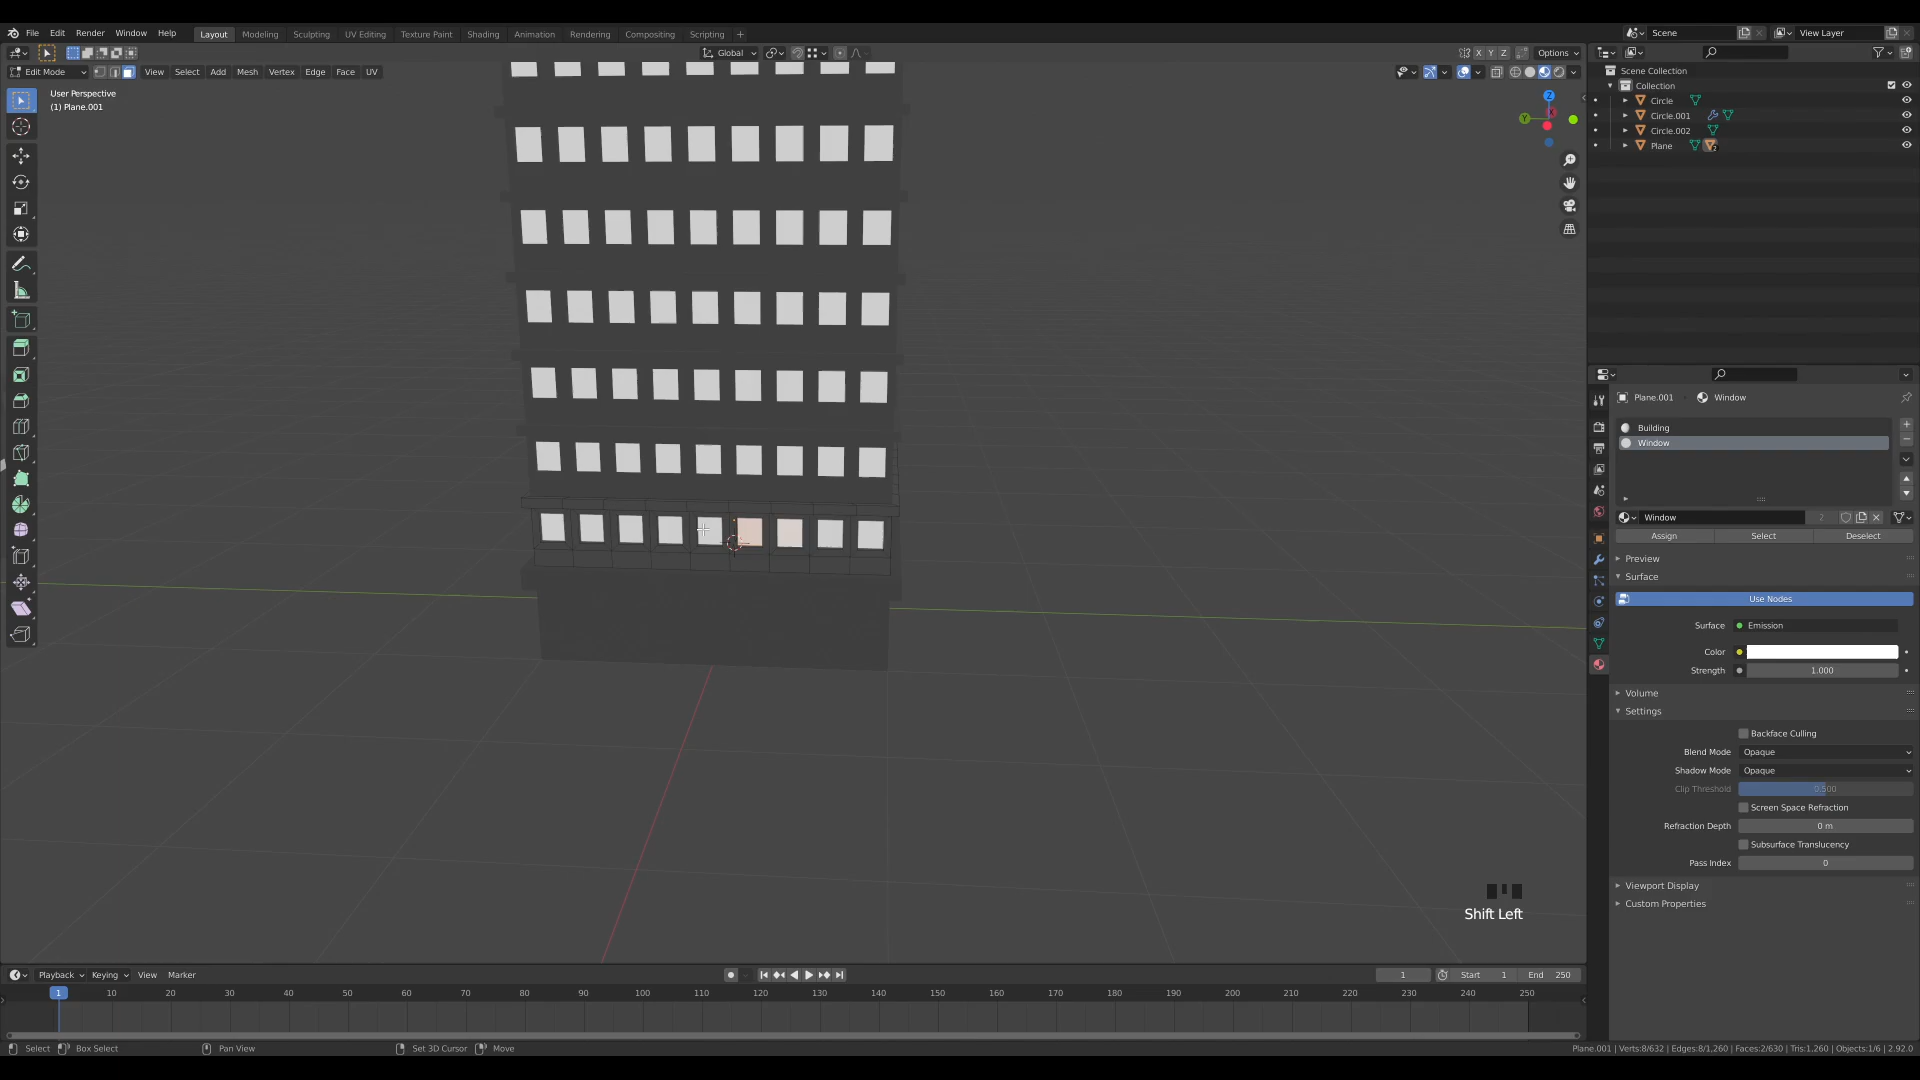 File Edit Render Window Help Layout Modeling Sculpting UV Editing Texture Paint Shading Animation Rendering Compositing Scripting + Scene View Layer
Global X Y Z Options
Edit Mode View Select Add Mesh Vertex Edge Face UV
User Perspective
(1) Plane.001
Z
Y
Scene Collection
Collection
Circle
Circle.001
Circle.002
Plane
2
Plane.001 Window
Building
Window
Window 2
Assign Select Deselect
Preview
Surface
Use Nodes
Surface Emission
Color
Strength 1.000
Volume
Settings
Backface Culling
Blend Mode Opaque
Shadow Mode Opaque
Clip Threshold 0.500
Screen Space Refraction
Refraction Depth 0 m
Subsurface Translucency
Pass Index 0
Viewport Display
Custom Properties
Shift Left
Playback Keying View Marker 1 Start 1 End 250
1 10 20 30 40 50 60 70 80 90 100 110 120 130 140 150 160 170 180 190 200 210 220 230 240 250
Select Box Select Pan View Set 3D Cursor Move Plane.001 | Verts:8/632 | Edges:8/1,260 | Faces:2/630 | Tris:1,260 | Objects:1/6 | 2.92.0